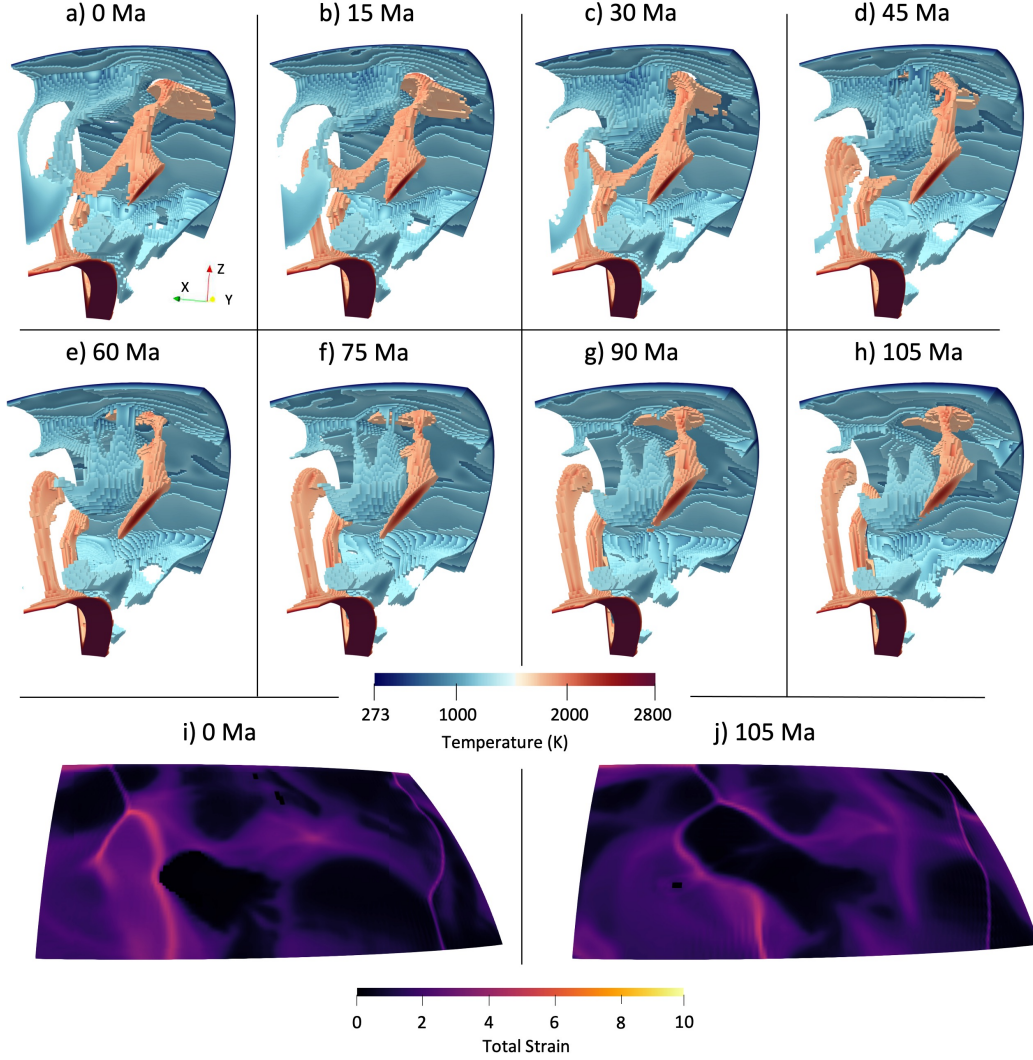 a) 0 Ma
b) 15 Ma
c) 30 Ma
d) 45 Ma
Z
X
Y
e) 60 Ma
f) 75 Ma
g) 90 Ma
h) 105 Ma
273
1000
2000
2800
Temperature (K)
i) 0 Ma
j) 105 Ma
0
2
4
6
8
10
Total Strain